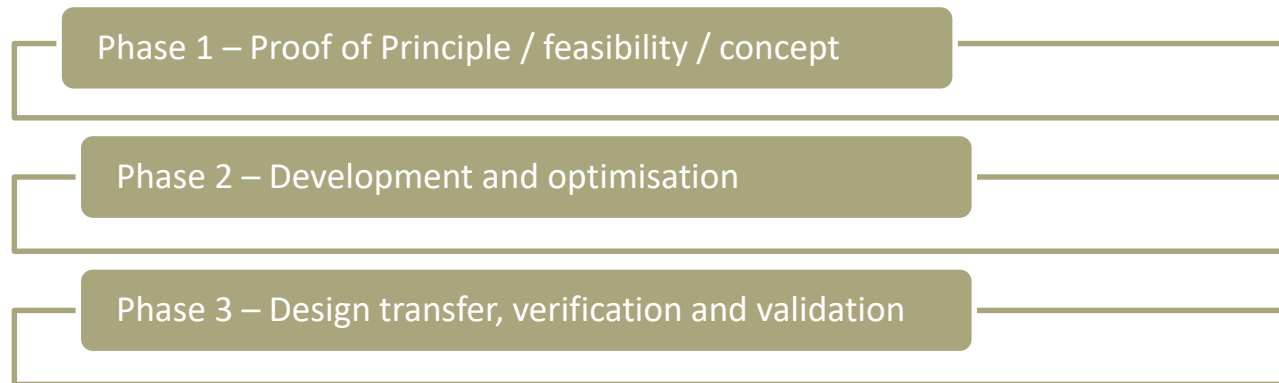 Phase 1 – Proof of Principle / feasibility / concept
Phase 2 – Development and optimisation
Phase 3 – Design transfer, verification and validation